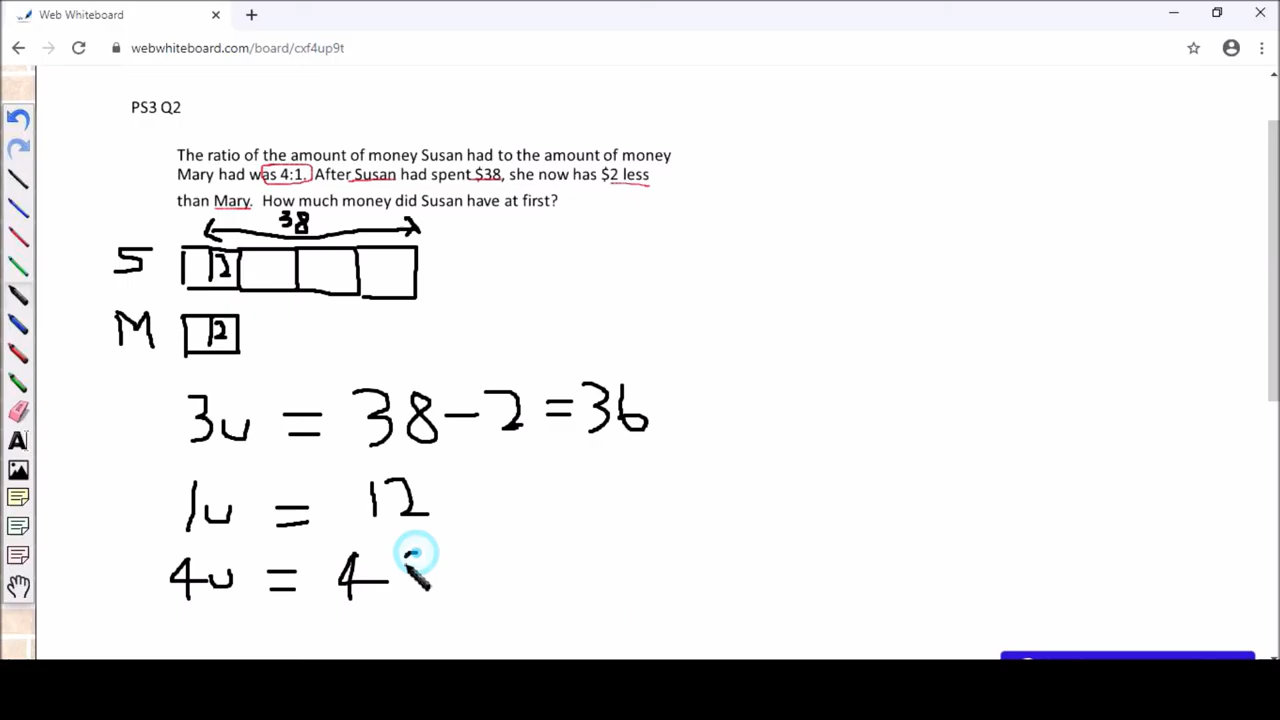 Web Whiteboard
webwhiteboard.com/board/cxf4up9t
PS3 Q2
The ratio of the amount of money Susan had to the amount of money
Mary had was 4:1. After Susan had spent $38, she now has $2 less
than Mary. How much money did Susan have at first?
38
S 2
M 2
3u = 38-2 = 36
1u = 12
4u = 4
A